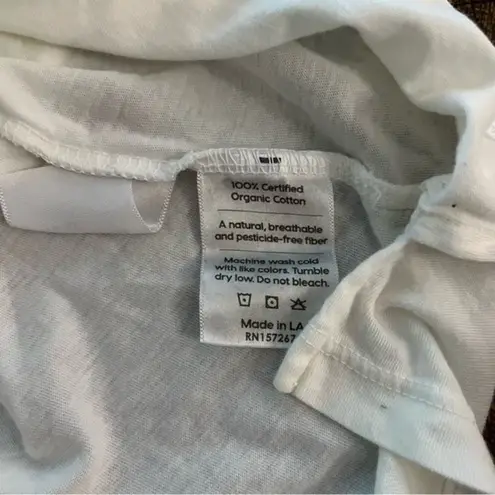 100% Certified
Organic Cotton
A natural, breathable
and pesticide-free fiber
Machine wash cold
with like colors. Tumble
dry low. Do not bleach.
Made in LA
RN157267